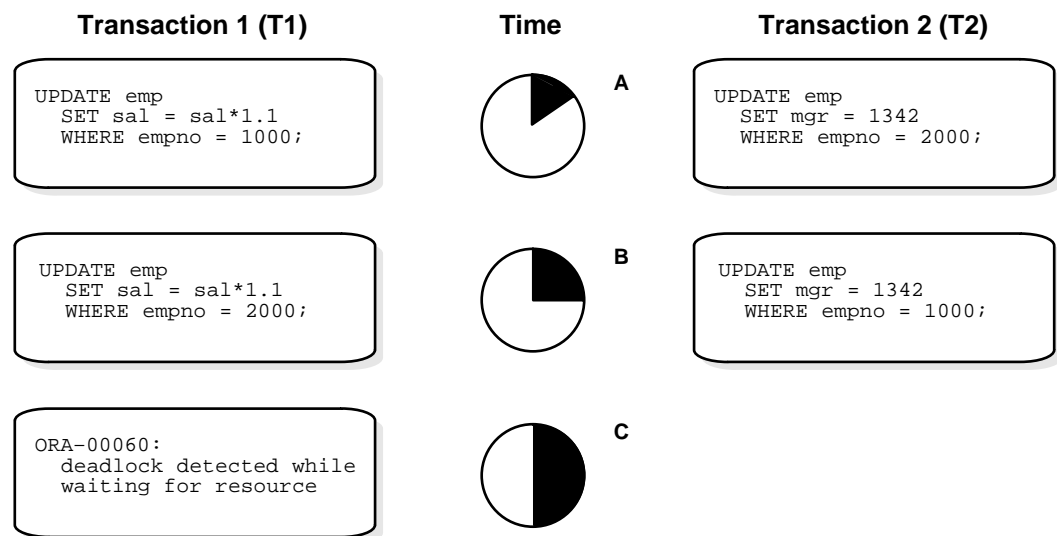 Transaction 1 (T1)
Time
Transaction 2 (T2)
UPDATE emp
SET sal = sal*1.1
WHERE empno = 1000;
A
UPDATE emp
SET mgr = 1342
WHERE empno = 2000;
UPDATE emp
SET sal = sal*1.1
WHERE empno = 2000;
B
UPDATE emp
SET mgr = 1342
WHERE empno = 1000;
ORA−00060:
deadlock detected while
waiting for resource
C